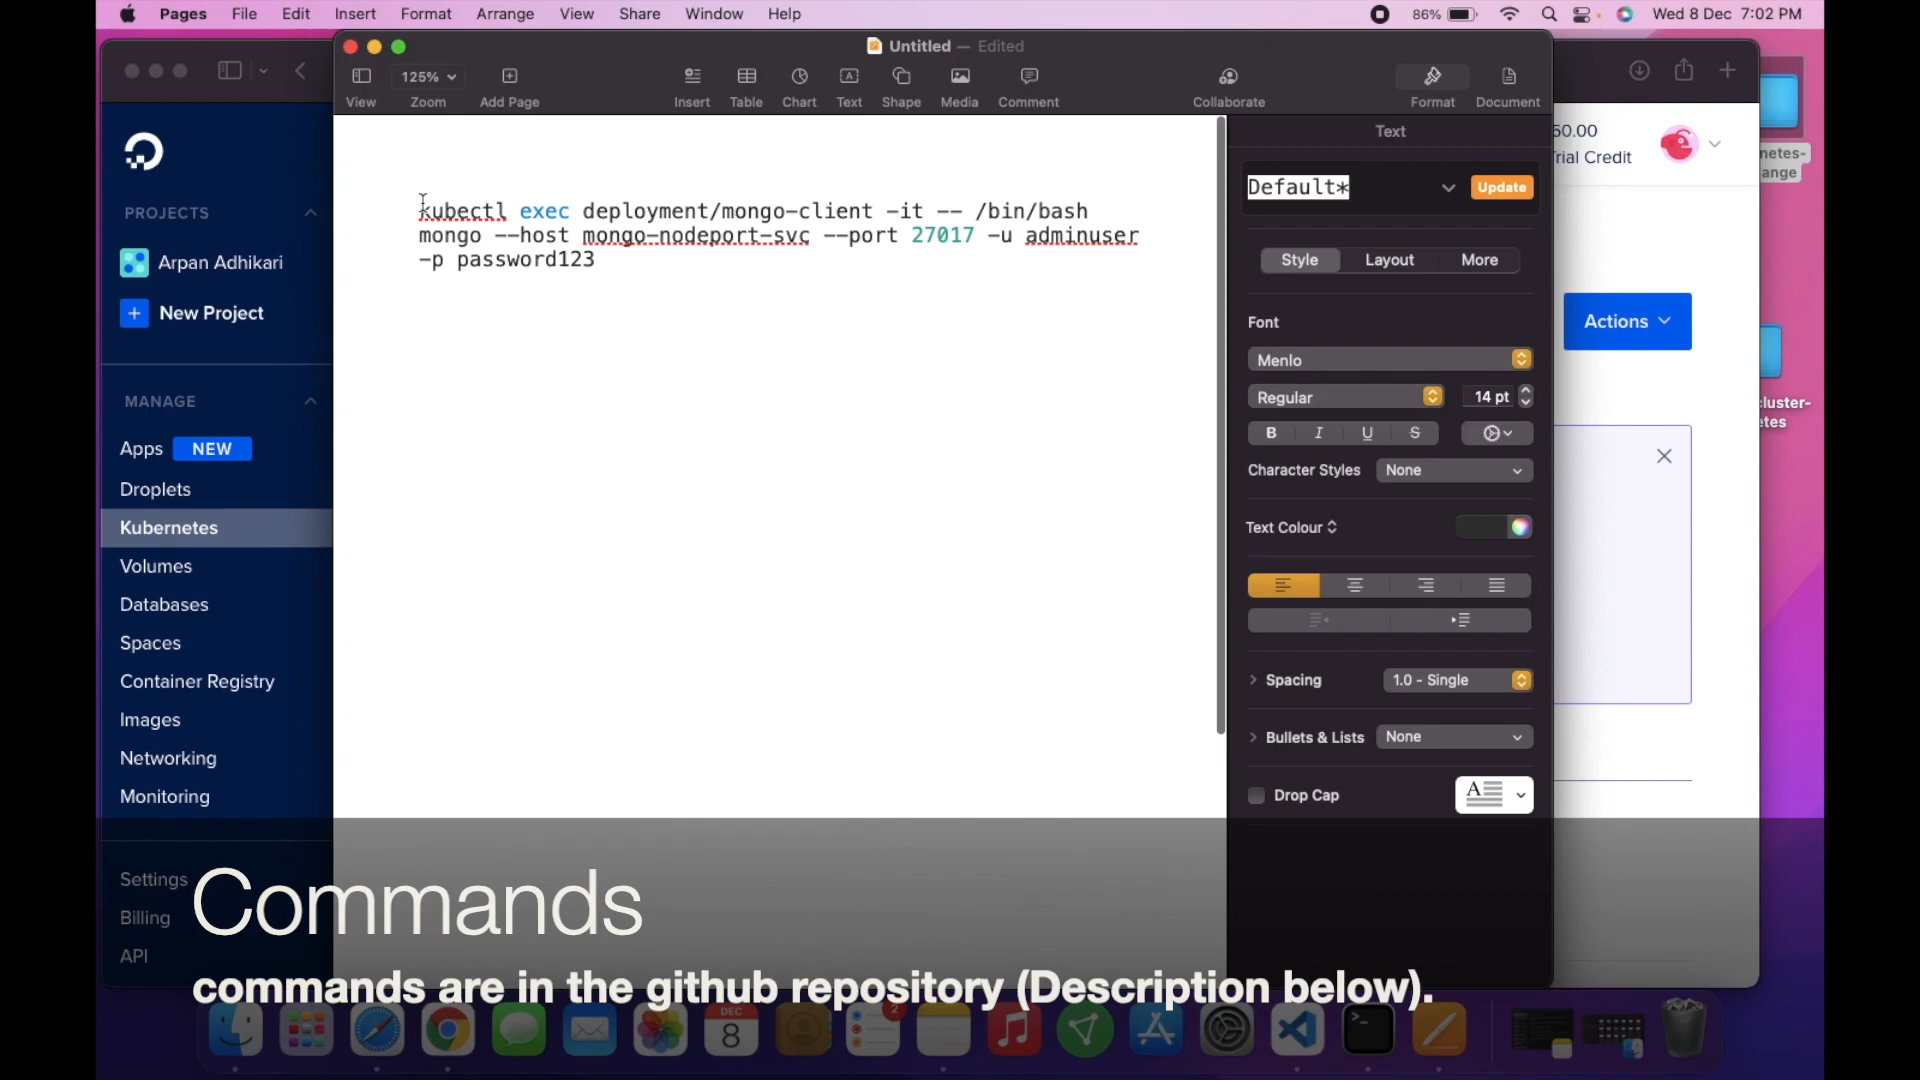 Pages File Edit Insert Format Arrange View Share Window Help 86% Wed 8 Dec 7:02 PM
Untitled — Edited
125%
View Zoom Add Page Insert Table Chart Text Shape Media Comment Collaborate Format Document
kubectl exec deployment/mongo-client -it -- /bin/bash
mongo --host mongo-nodeport-svc --port 27017 -u adminuser
-p password123
PROJECTS
Arpan Adhikari
New Project
MANAGE
Apps NEW
Droplets
Kubernetes
Volumes
Databases
Spaces
Container Registry
Images
Networking
Monitoring
Settings
Billing
API
Text
Default* Update
Style Layout More
Font
Menlo
Regular 14 pt
B I U S
Character Styles None
Text Colour
Spacing 1.0 - Single
Bullets & Lists None
Drop Cap
60.00
Trial Credit
Actions
Commands
commands are in the github repository (Description below).
DEC
8
2